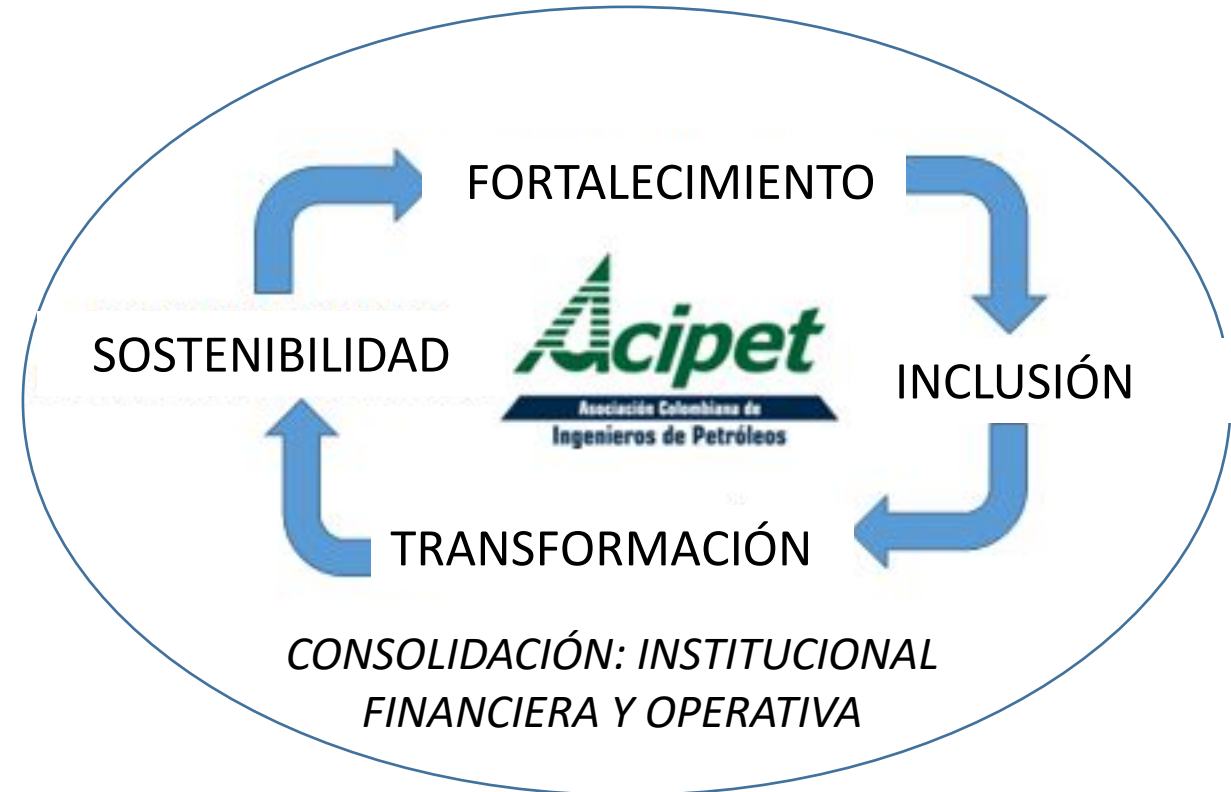 FORTALECIMIENTO
SOSTENIBILIDAD
Acipet
Asociación Colombiana de
Ingenieros de Petróleos
INCLUSIÓN
TRANSFORMACIÓN
CONSOLIDACIÓN: INSTITUCIONAL
FINANCIERA Y OPERATIVA